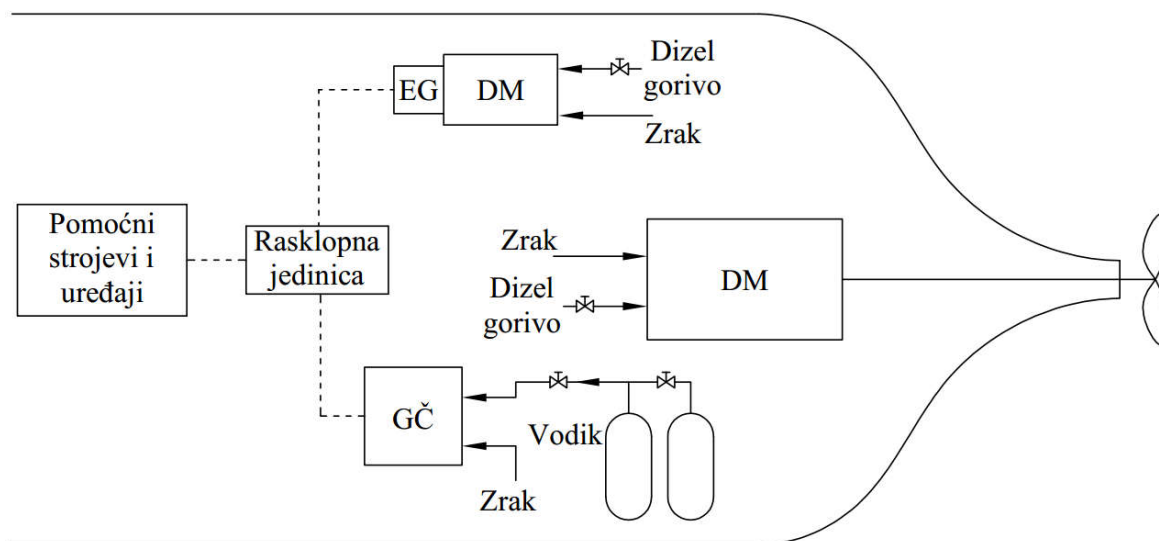 EG
DM
Dizel
gorivo
Zrak
Pomoćni
strojevi i
uređaji
Rasklopna
jedinica
Zrak
Dizel
gorivo
DM
GČ
Vodik
Zrak